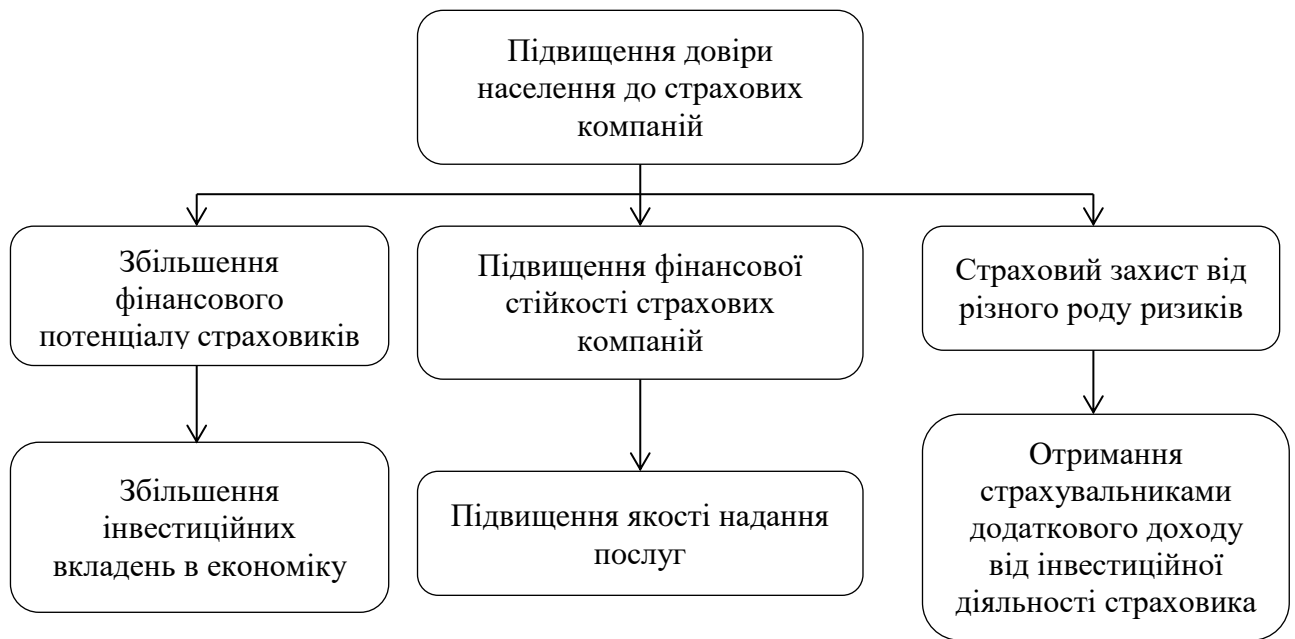 Підвищення довіри
населення до страхових
компаній
Збільшення
фінансового
потенціалу страховиків
Підвищення фінансової
стійкості страхових
компаній
Страховий захист від
різного роду ризиків
Збільшення
інвестиційних
вкладень в економіку
Підвищення якості надання
послуг
Отримання
страхувальниками
додаткового доходу
від інвестиційної
діяльності страховика